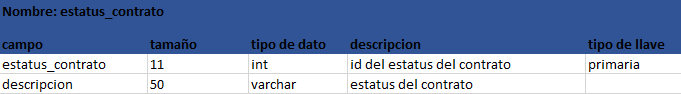 Nombre: estatus_contrato
campo tamaño tipo de dato descripcion tipo de llave
estatus_contrato 11 int id del estatus del contrato primaria
descripcion 50 varchar estatus del contrato